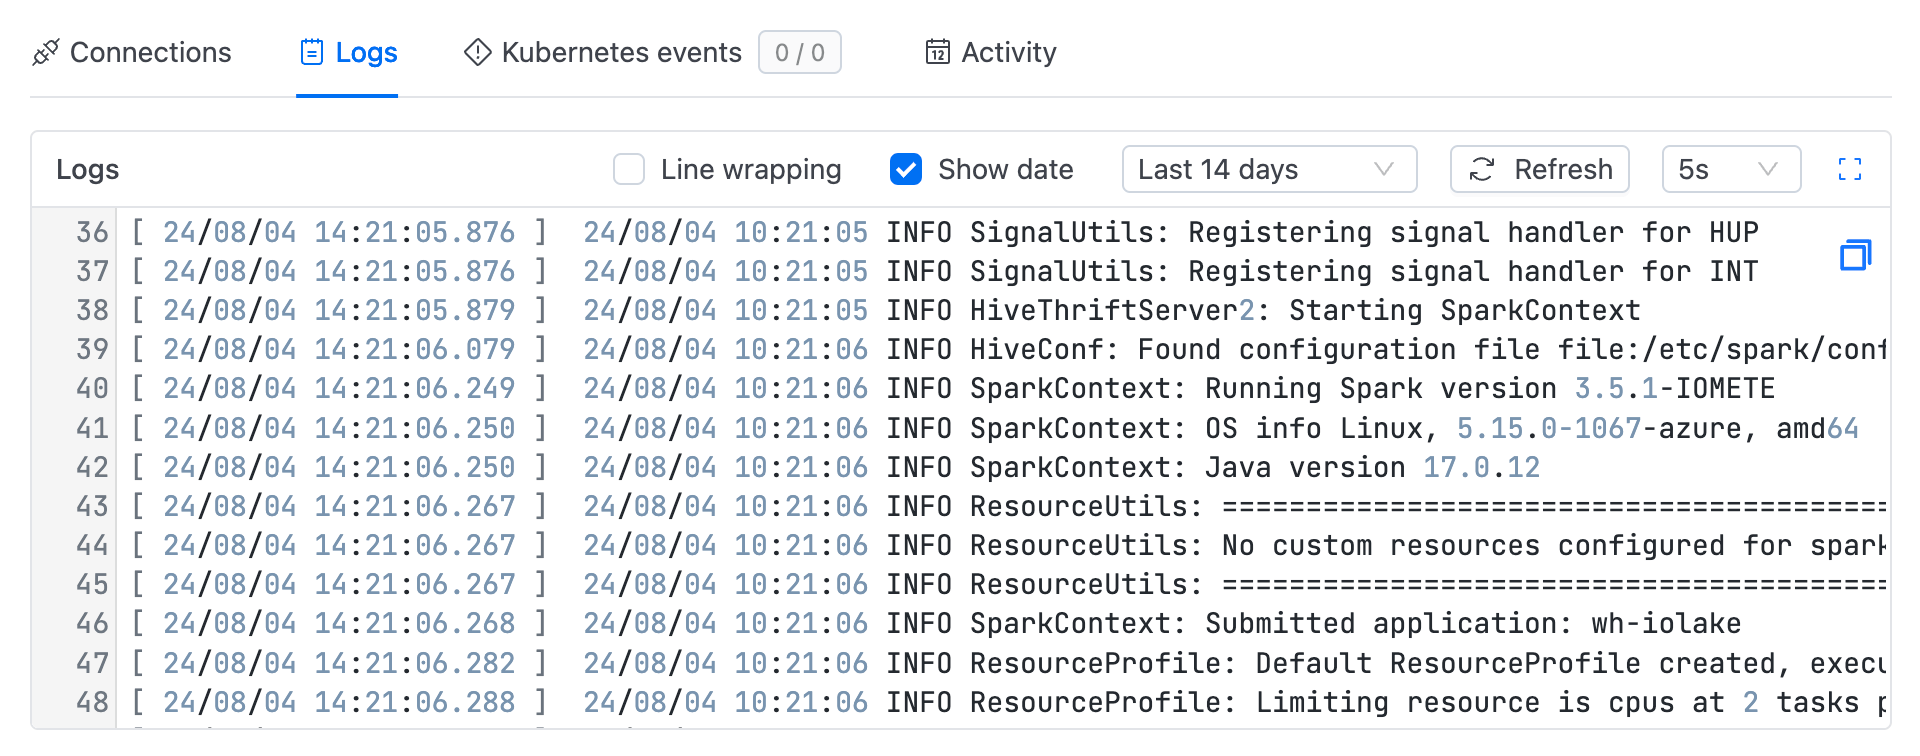 Connections Logs Kubernetes events 0 / 0 Activity
Logs Line wrapping Show date Last 14 days Refresh 5s
36 [ 24/08/04 14:21:05.876 ] 24/08/04 10:21:05 INFO SignalUtils: Registering signal handler for HUP
37 [ 24/08/04 14:21:05.876 ] 24/08/04 10:21:05 INFO SignalUtils: Registering signal handler for INT
38 [ 24/08/04 14:21:05.879 ] 24/08/04 10:21:05 INFO HiveThriftServer2: Starting SparkContext
39 [ 24/08/04 14:21:06.079 ] 24/08/04 10:21:06 INFO HiveConf: Found configuration file file:/etc/spark/conf
40 [ 24/08/04 14:21:06.249 ] 24/08/04 10:21:06 INFO SparkContext: Running Spark version 3.5.1-IOMETE
41 [ 24/08/04 14:21:06.250 ] 24/08/04 10:21:06 INFO SparkContext: OS info Linux, 5.15.0-1067-azure, amd64
42 [ 24/08/04 14:21:06.250 ] 24/08/04 10:21:06 INFO SparkContext: Java version 17.0.12
43 [ 24/08/04 14:21:06.267 ] 24/08/04 10:21:06 INFO ResourceUtils: ========================================
44 [ 24/08/04 14:21:06.267 ] 24/08/04 10:21:06 INFO ResourceUtils: No custom resources configured for spark
45 [ 24/08/04 14:21:06.267 ] 24/08/04 10:21:06 INFO ResourceUtils: ========================================
46 [ 24/08/04 14:21:06.268 ] 24/08/04 10:21:06 INFO SparkContext: Submitted application: wh-iolake
47 [ 24/08/04 14:21:06.282 ] 24/08/04 10:21:06 INFO ResourceProfile: Default ResourceProfile created, execu
48 [ 24/08/04 14:21:06.288 ] 24/08/04 10:21:06 INFO ResourceProfile: Limiting resource is cpus at 2 tasks p